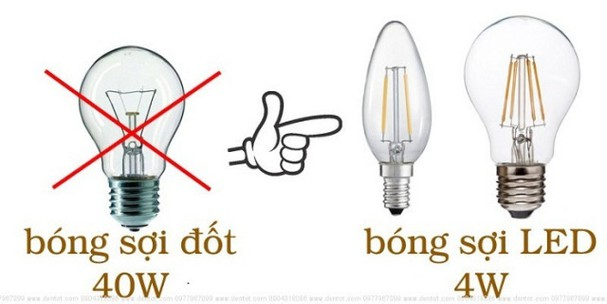 bóng sợi đốt
40W
bóng sợi LED
4W